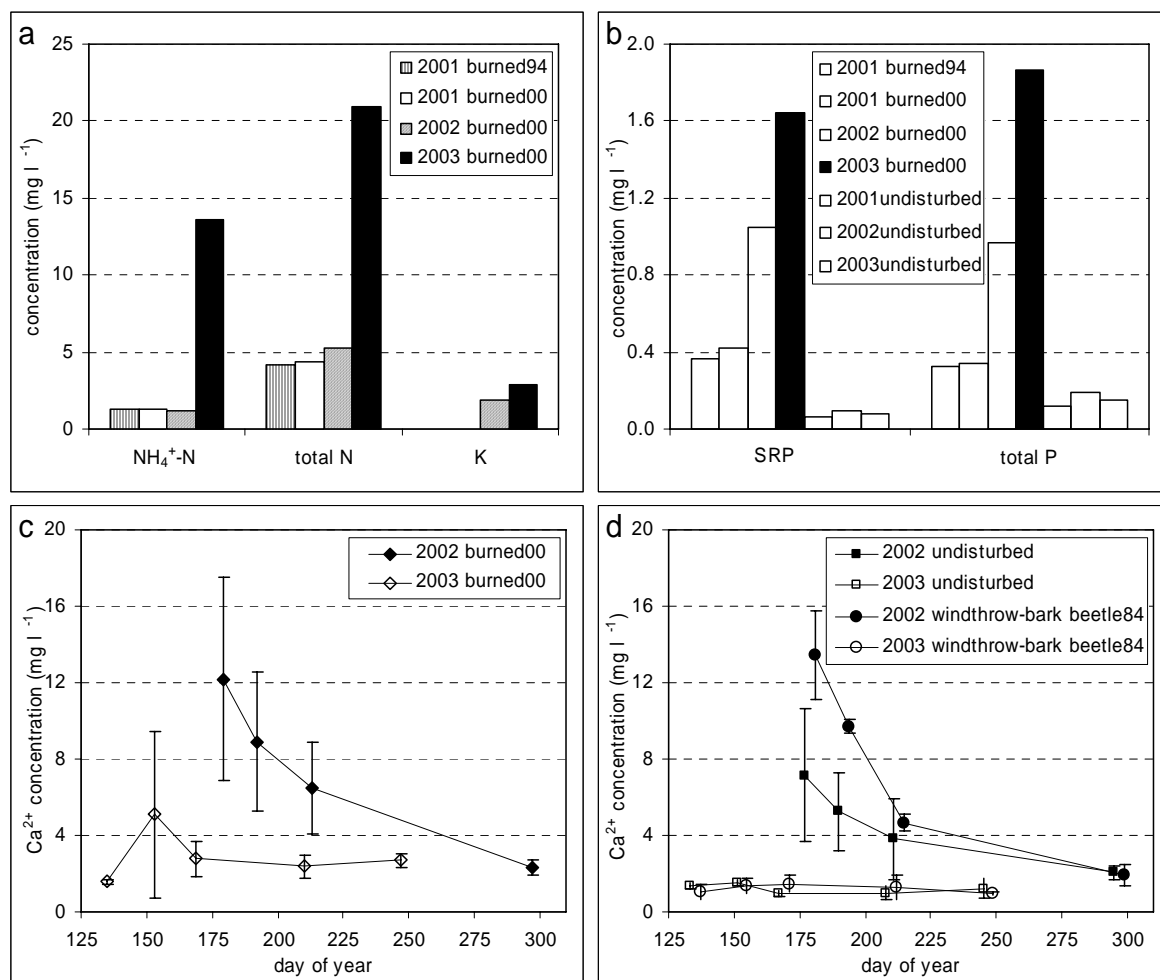 a
25
20
15
10
5
0
concentration (mg l ⁻¹)
2001 burned94
2001 burned00
2002 burned00
2003 burned00
NH₄⁺-N total N K
b
2.0
1.6
1.2
0.8
0.4
0.0
concentration (mg l ⁻¹)
2001 burned94
2001 burned00
2002 burned00
2003 burned00
2001undisturbed
2002undisturbed
2003undisturbed
SRP total P
c
20
16
12
8
4
0
Ca²⁺ concentration (mg l ⁻¹)
2002 burned00
2003 burned00
125 150 175 200 225 250 275 300
day of year
d
20
16
12
8
4
0
Ca²⁺ concentration (mg l ⁻¹)
2002 undisturbed
2003 undisturbed
2002 windthrow-bark beetle84
2003 windthrow-bark beetle84
125 150 175 200 225 250 275 300
day of year